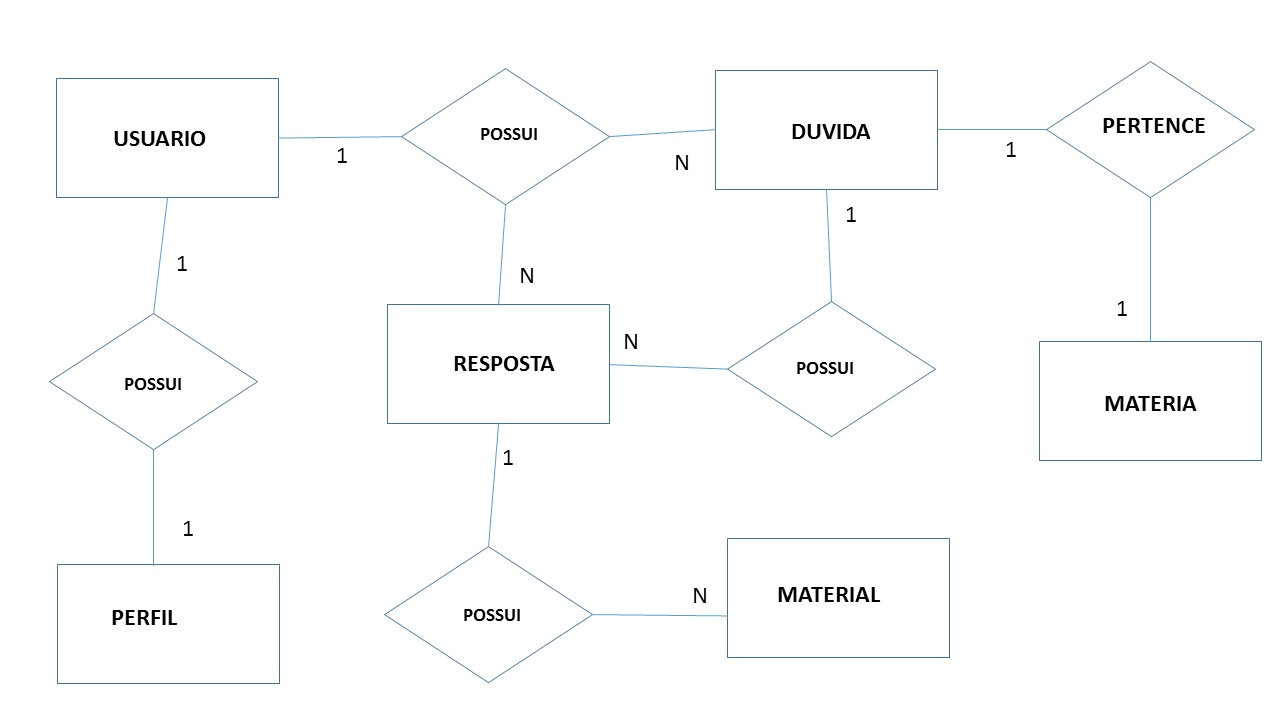 USUARIO
1
POSSUI
N
DUVIDA
1
PERTENCE
1
N
1
1
POSSUI
RESPOSTA
N
POSSUI
MATERIA
1
1
PERFIL
POSSUI
N
MATERIAL